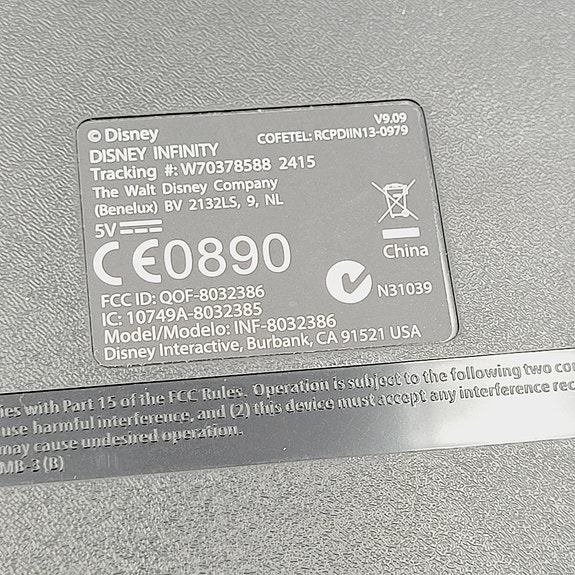 V9.09
© Disney
COFETEL: RCPDIIN13-0979
DISNEY INFINITY
Tracking #: W70378588 2415
The Walt Disney Company
(Benelux) BV 2132LS, 9, NL
5V
CE0890
China
N31039
FCC ID: QOF-8032386
IC: 10749A-8032385
Model/Modelo: INF-8032386
Disney Interactive, Burbank, CA 91521 USA
with Part 15 of the FCC Rules. Operation is subject to the following two
harmful interference, and (2) this device must accept any interference
may cause undesired operation.
MB-3 (B)